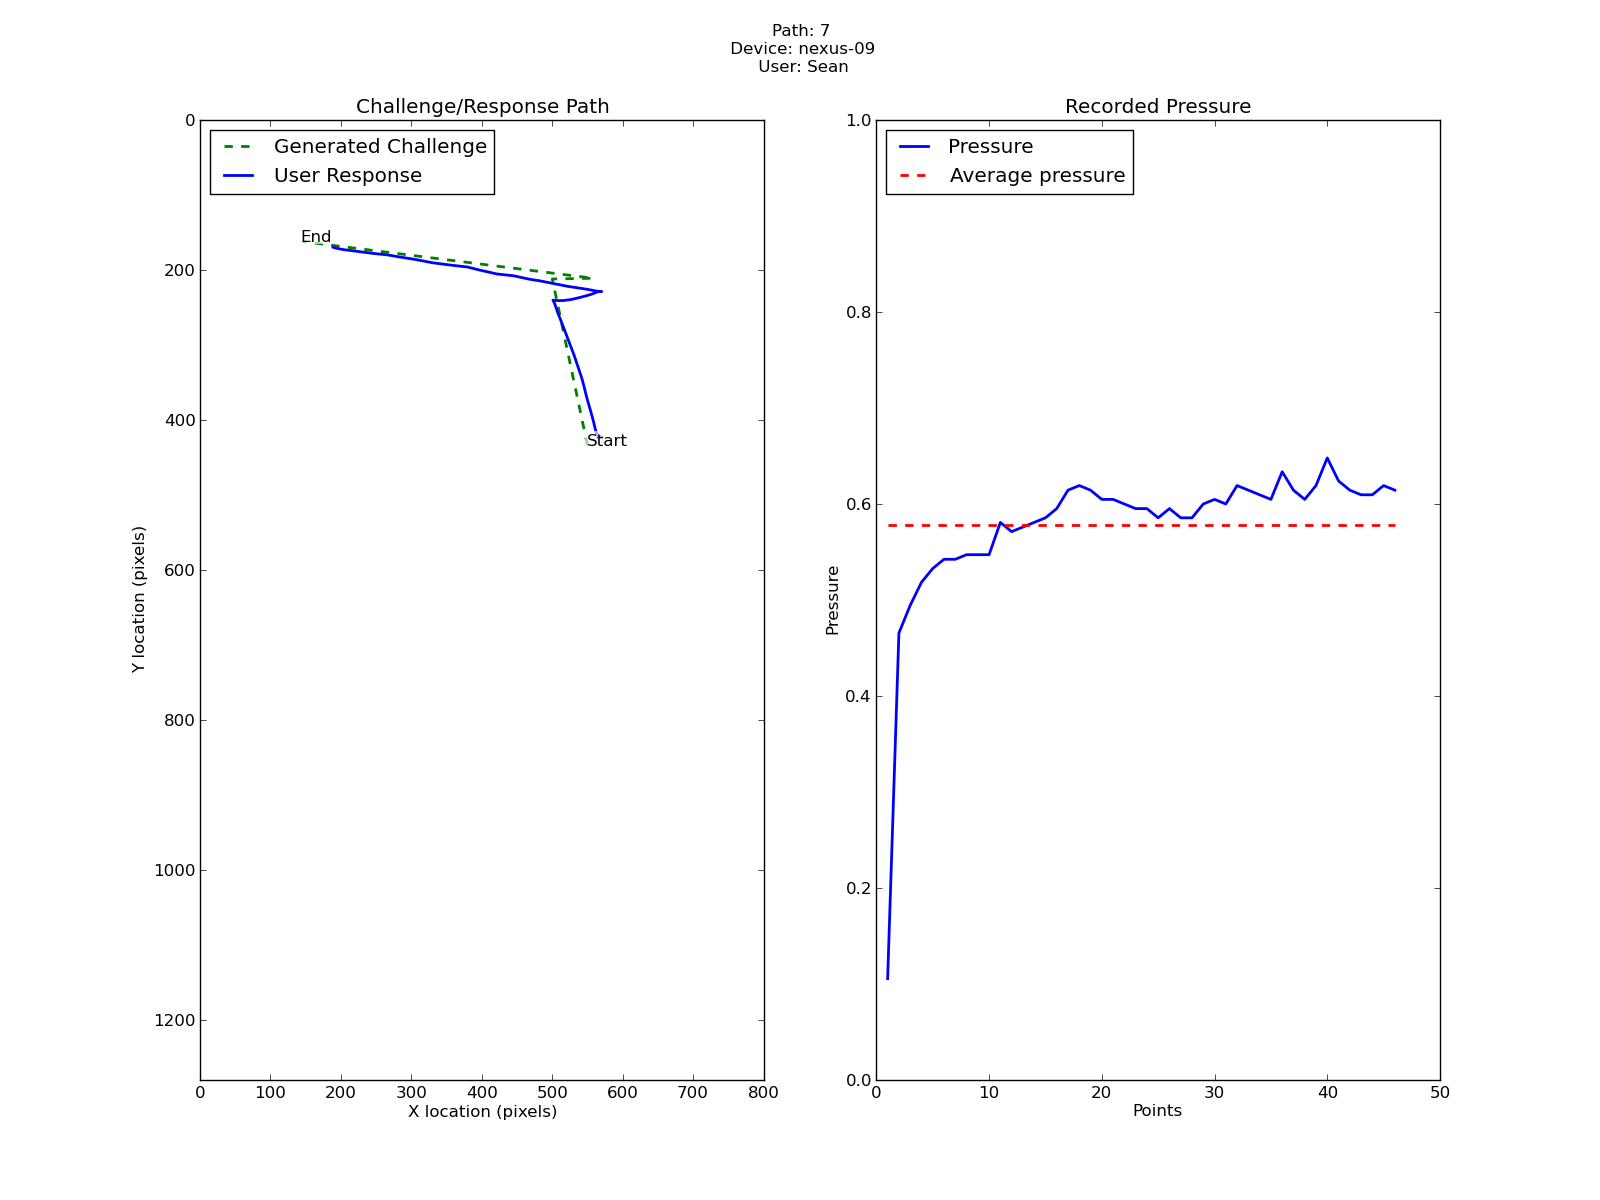 Path: 7
Device: nexus-09
User: Sean
Challenge/Response Path
Generated Challenge
User Response
End
Start
0
200
400
600
800
1000
1200
Y location (pixels)
0 100 200 300 400 500 600 700 800
X location (pixels)
Recorded Pressure
Pressure
Average pressure
1.0
0.8
0.6
0.4
0.2
0.0
Pressure
0 10 20 30 40 50
Points